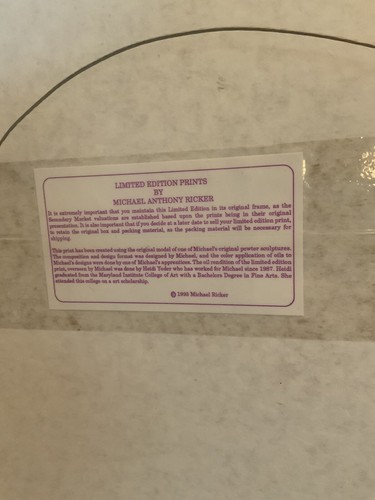 LIMITED EDITION PRINTS
BY
MICHAEL ANTHONY RICKER
It is extremely important that you maintain this Limited Edition in its original frame, as the
Secondary Market valuations are established based upon the prints being in their original
presentation. It is also important that if you decide at a later date to sell your limited edition print,
to retain the original box and packing material, as the packing material will be necessary for
shipping.
This print has been created using the original model of one of Michael's original pewter sculptures.
The composition and design format was designed by Michael, and the color application of oils to
Michael's designs were done by one of Michael's apprentices. The oil rendition of the limited edition
print, overseen by Michael was done by Heidi Yoder who has worked for Michael since 1987. Heidi
graduated from the Maryland Institute College of Art with a Bachelors Degree in Fine Arts. She
attended this college on a art scholarship.
© 1993 Michael Ricker